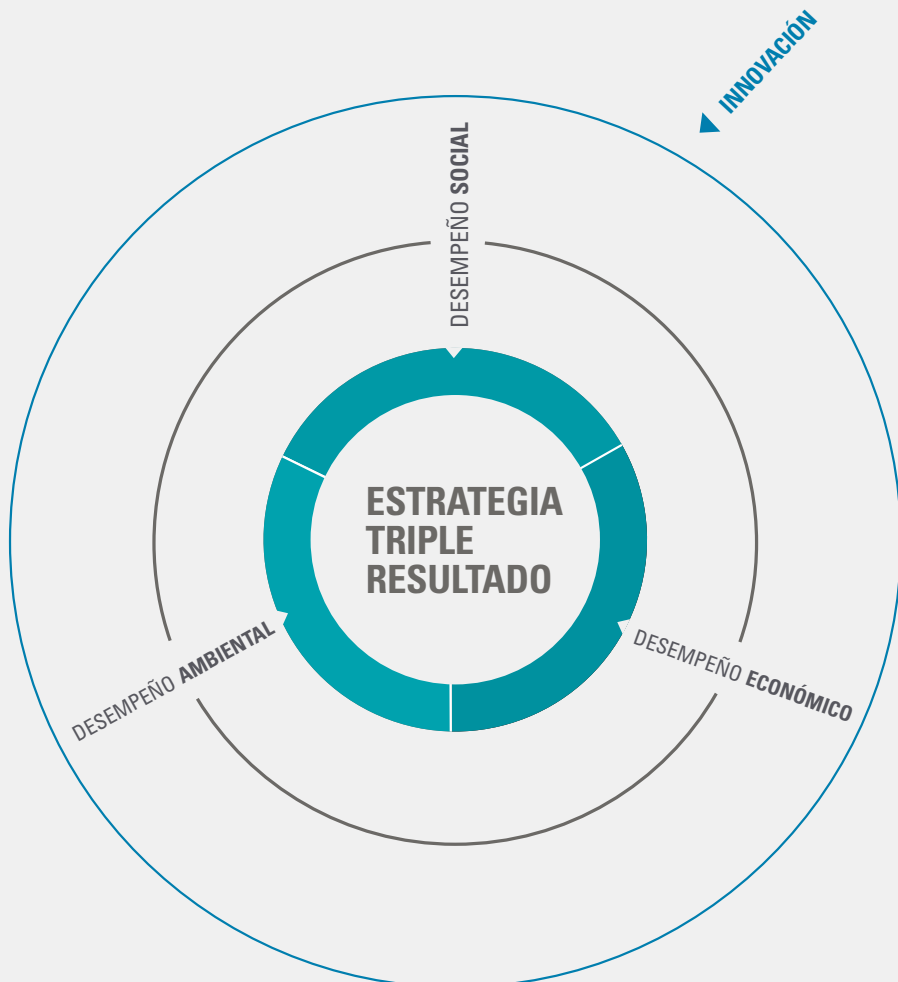 INNOVACIÓN
DESEMPEÑO SOCIAL
ESTRATEGIA
TRIPLE
RESULTADO
DESEMPEÑO AMBIENTAL
DESEMPEÑO ECONÓMICO